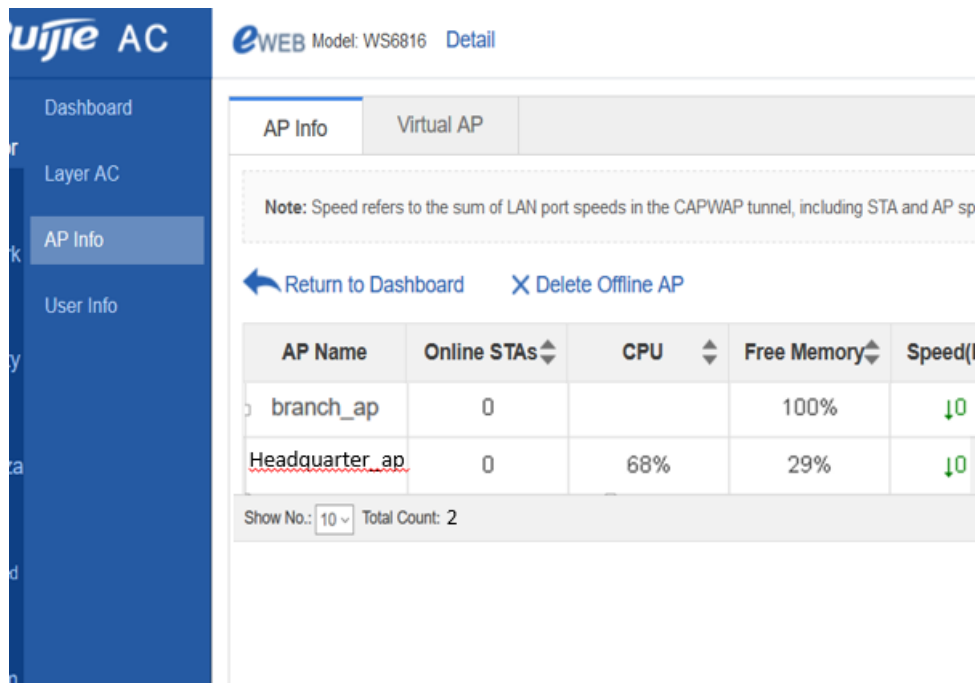 Ruijie AC
eWEB Model: WS6816 Detail
Dashboard
Layer AC
AP Info
User Info
AP Info Virtual AP
Note: Speed refers to the sum of LAN port speeds in the CAPWAP tunnel, including STA and AP sp
Return to Dashboard Delete Offline AP
AP Name Online STAs CPU Free Memory Speed(
branch_ap 0 100% ↓0
Headquarter_ap 0 68% 29% ↓0
Show No.: 10 Total Count: 2